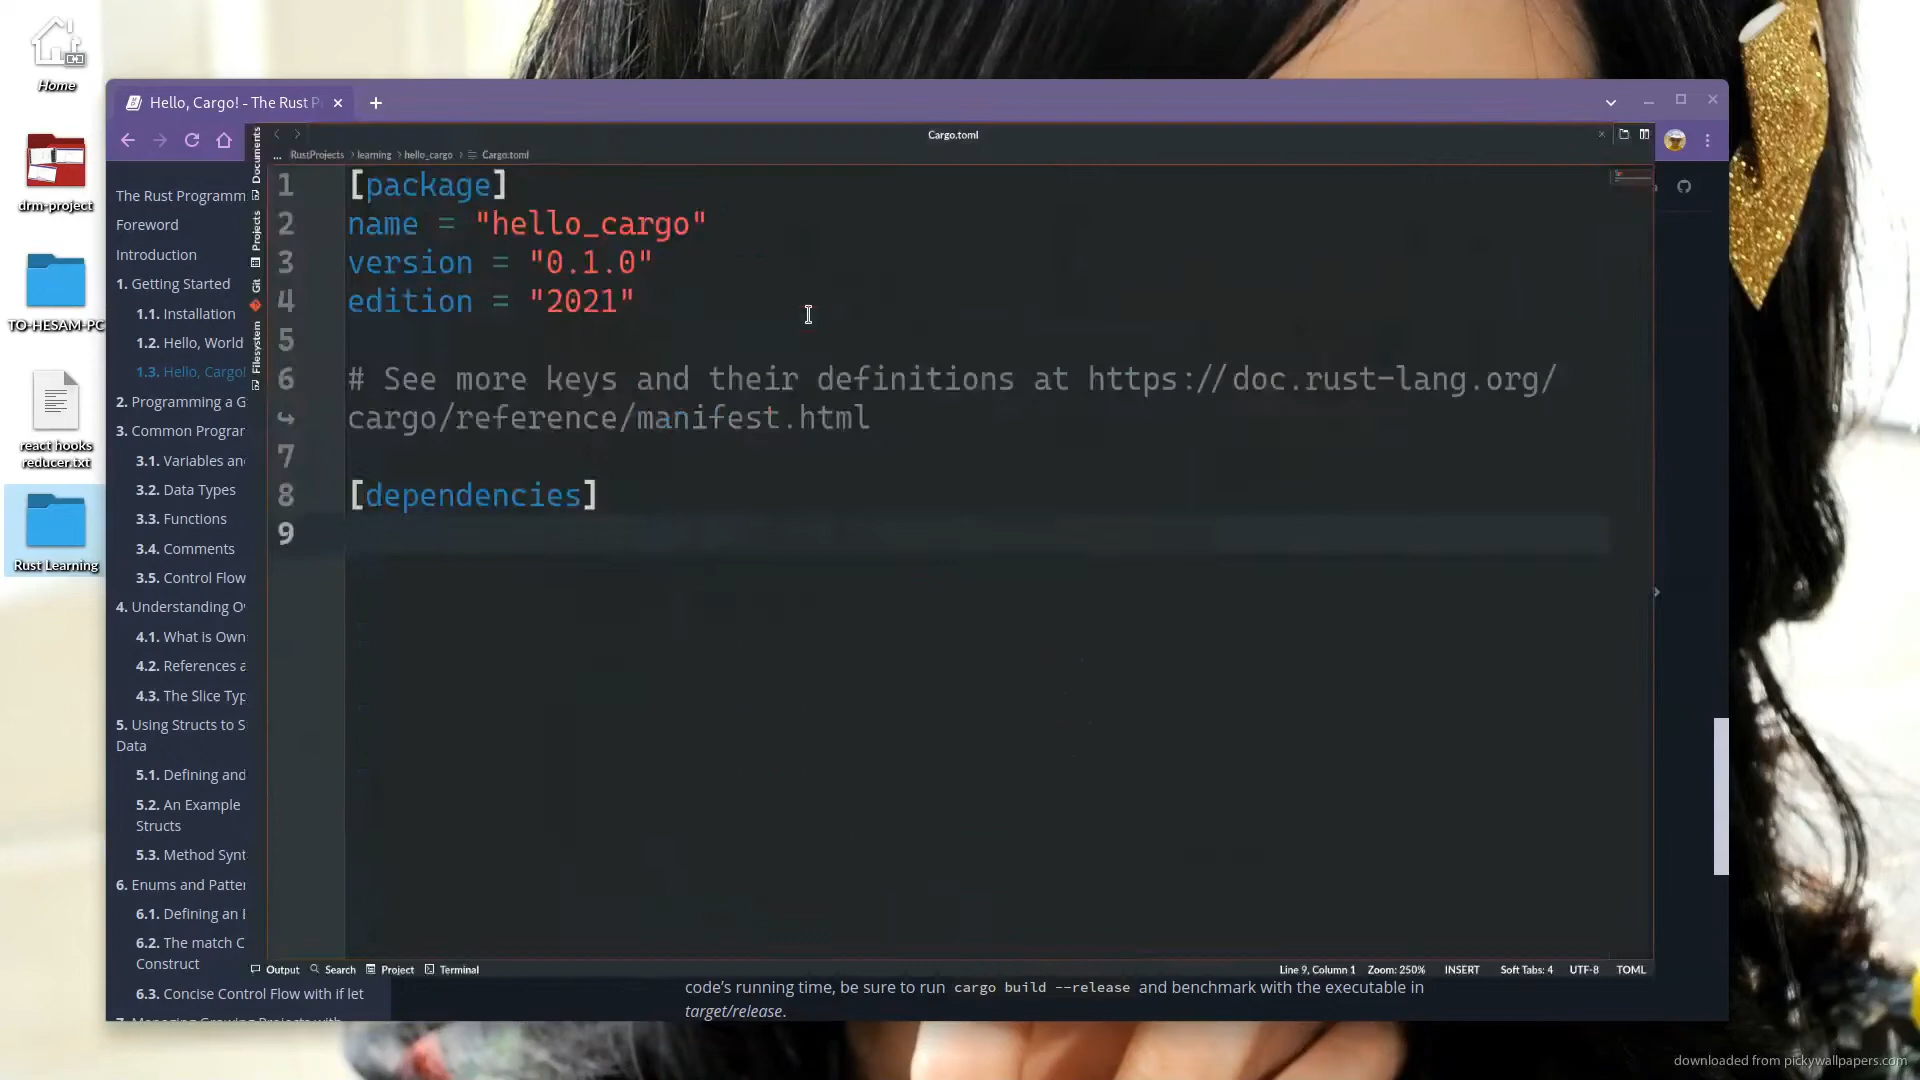 Home
drm-project
TO-HESAM-PC
react hooks
reducer.txt
Rust Learning
Hello, Cargo! - The Rust P
The Rust Programm
Foreword
Introduction
1. Getting Started
1.1. Installation
1.2. Hello, World
1.3. Hello, Cargo!
2. Programming a G
3. Common Program
3.1. Variables and
3.2. Data Types
3.3. Functions
3.4. Comments
3.5. Control Flow
4. Understanding O
4.1. What is Own
4.2. References a
4.3. The Slice Typ
5. Using Structs to S
Data
5.1. Defining and
5.2. An Example
Structs
5.3. Method Synt
6. Enums and Patter
6.1. Defining an E
6.2. The match C
Construct
6.3. Concise Control Flow with if let
7. Managing Growing Projects with
Documents
Projects
Git
Filesystem
Cargo.toml
... RustProjects learning hello_cargo Cargo.toml
1 [package]
2 name = "hello_cargo"
3 version = "0.1.0"
4 edition = "2021"
5
6 # See more keys and their definitions at https://doc.rust-lang.org/
cargo/reference/manifest.html
7
8 [dependencies]
9
Output Search Project Terminal
Line 9, Column 1 Zoom: 250% INSERT Soft Tabs: 4 UTF-8 TOML
code's running time, be sure to run cargo build --release and benchmark with the executable in
target/release.
downloaded from pickywallpapers.com